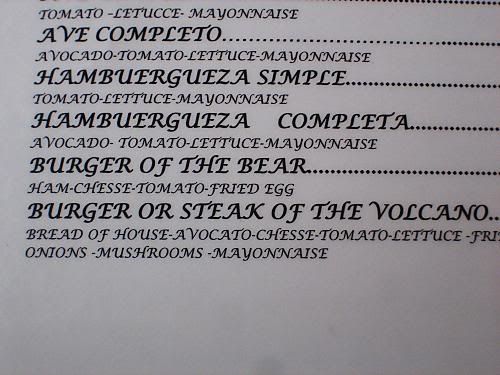 TOMATO -LETUCCE- MAYONNAISE
AVE COMPLETO..............................
AVOCADO-TOMATO-LETTUCE-MAYONNAISE
HAMBUERGUEZA SIMPLE..............................
TOMATO-LETTUCE-MAYONNAISE
HAMBUERGUEZA COMPLETA..................
AVOCADO- TOMATO-LETTUCE-MAYONNAISE
BURGER OF THE BEAR..............................
HAM-CHESSE-TOMATO-FRIED EGG
BURGER OR STEAK OF THE VOLCANO..
BREAD OF HOUSE-AVOCATO-CHESSE-TOMATO-LETTUCE -FRI
ONIONS -MUSHROOMS -MAYONNAISE